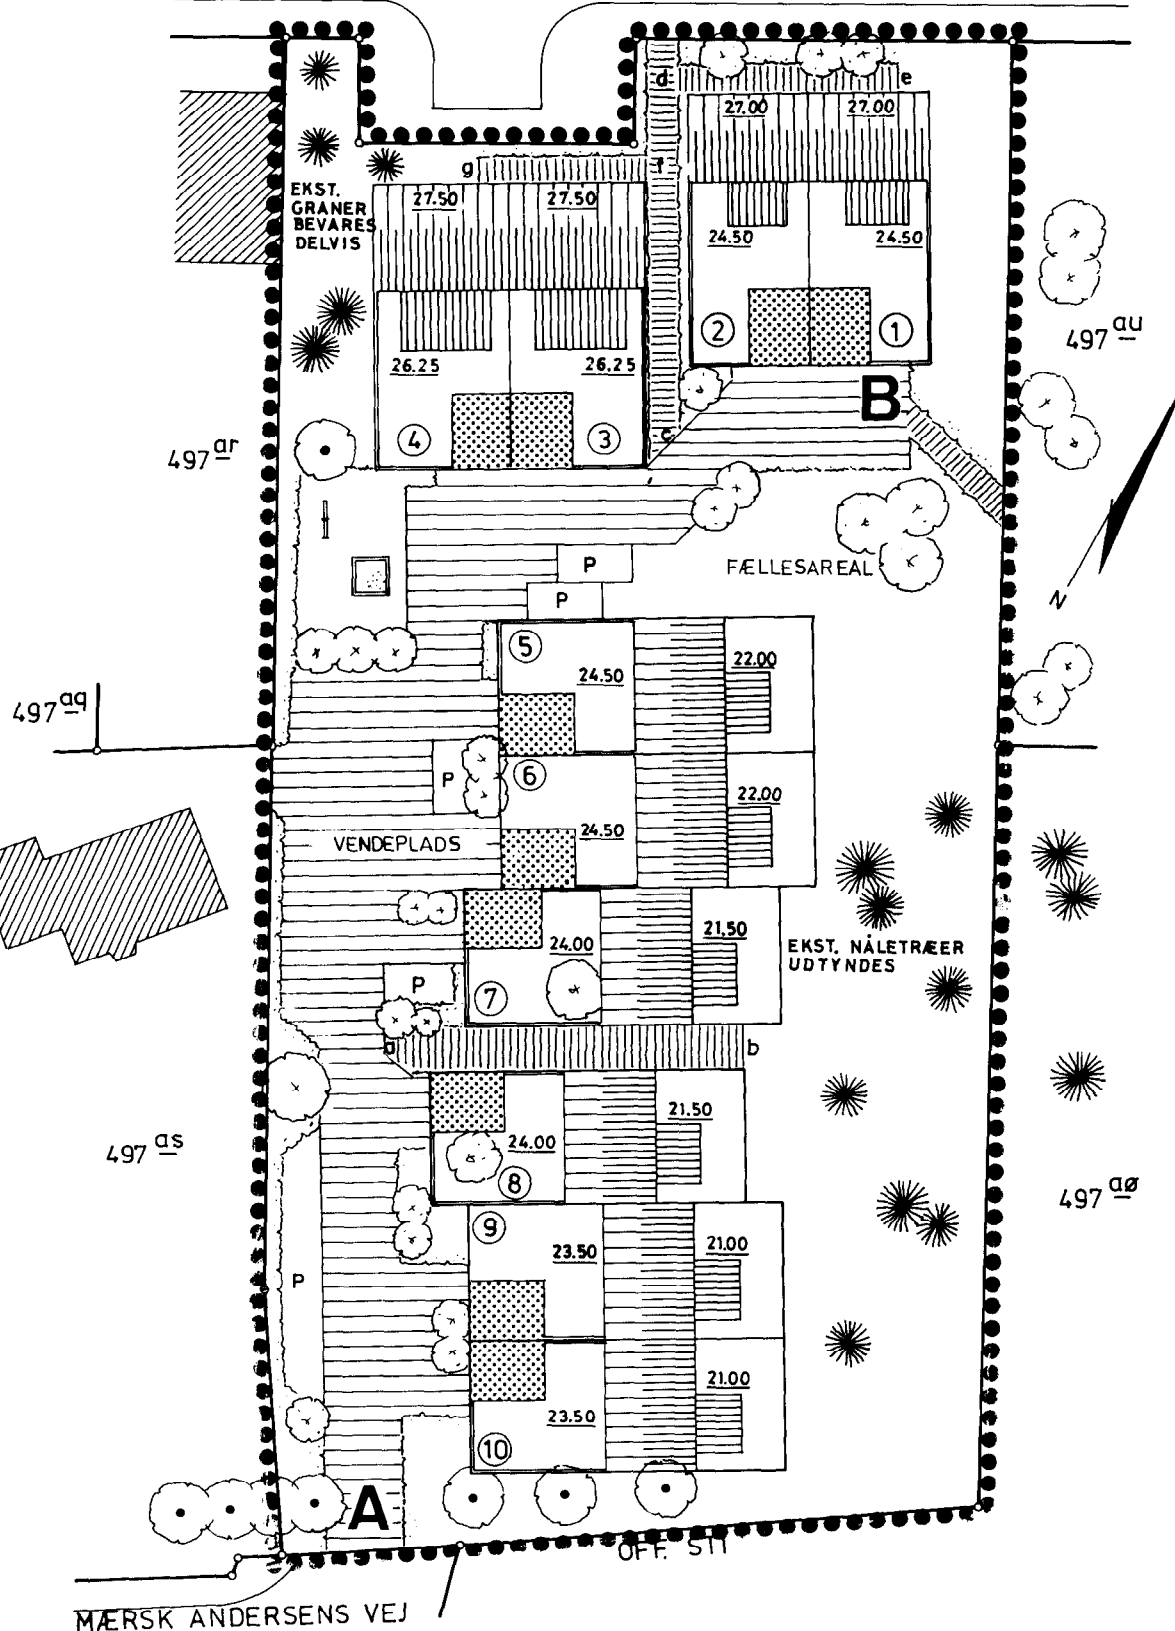 d
e
27.00
27.00
g
f
EKST.
GRANER
BEVARES
DELVIS
27.50
27.50
24.50
24.50
2
1
497 au
26.25
26.25
B
4
3
c
497 ar
P
FÆLLESAREAL
P
N
5
24.50
22.00
497 aq
6
P
22.00
24.50
VENDEPLADS
24.00
21.50
EKST. NÅLETRÆER
UDTYNDES
P
7
a
b
21.50
497 as
24.00
8
497 aø
9
23.50
21.00
P
21.00
23.50
10
A
OFF. STI
MÆRSK ANDERSENS VEJ